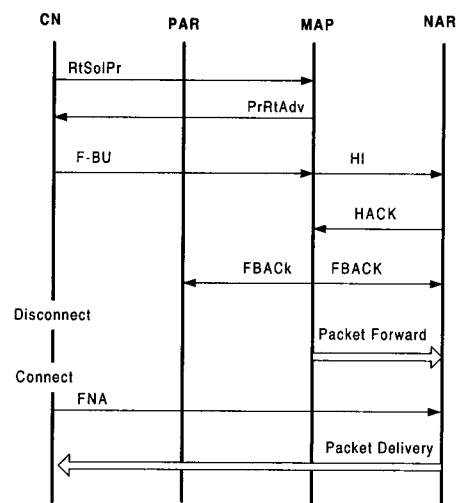 CN PAR MAP NAR
RtSolPr
PrRtAdv
F-BU HI
HACK
FBACk FBACK
Disconnect
Packet Forward
Connect
FNA
Packet Delivery